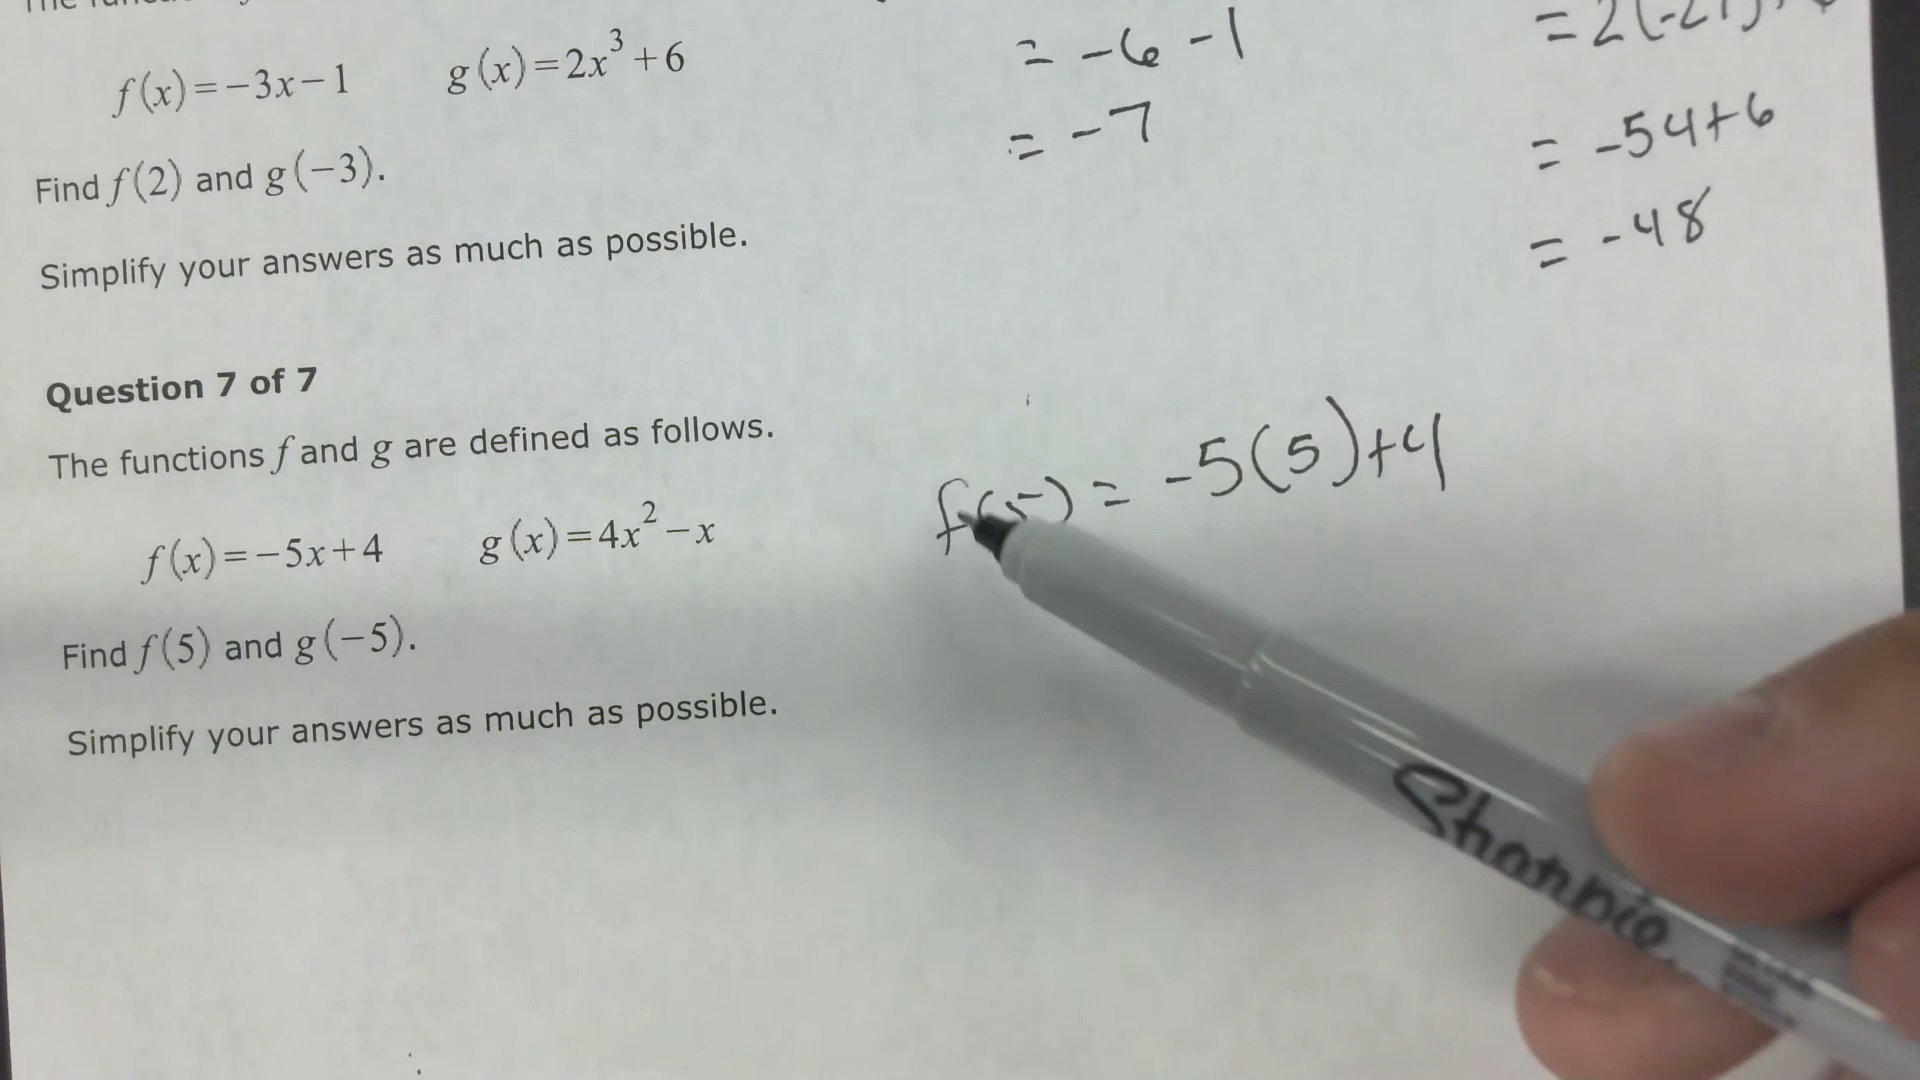 f(x)=−3x−1 g(x)=2x³+6
Find f(2) and g(−3).
Simplify your answers as much as possible.
= -6 -1
= -7
= -54+6
= -48
Question 7 of 7
The functions f and g are defined as follows.
f(x)=−5x+4 g(x)=4x²−x
Find f(5) and g(−5).
Simplify your answers as much as possible.
f(5) = -5(5)+4
Sharpie